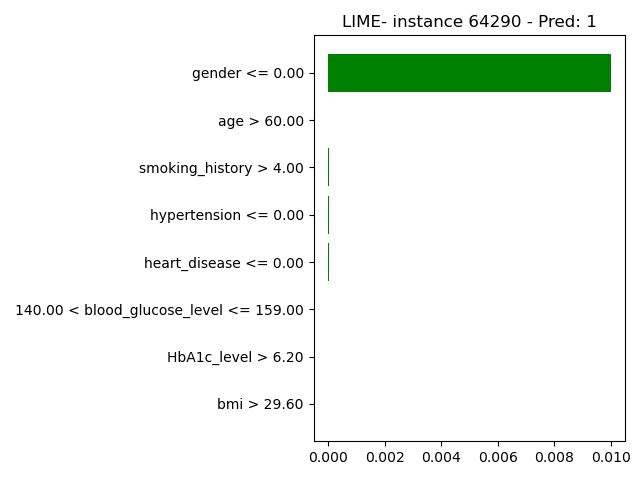 LIME- instance 64290 - Pred: 1
gender <= 0.00
age > 60.00
smoking_history > 4.00
hypertension <= 0.00
heart_disease <= 0.00
140.00 < blood_glucose_level <= 159.00
HbA1c_level > 6.20
bmi > 29.60
0.000 0.002 0.004 0.006 0.008 0.010